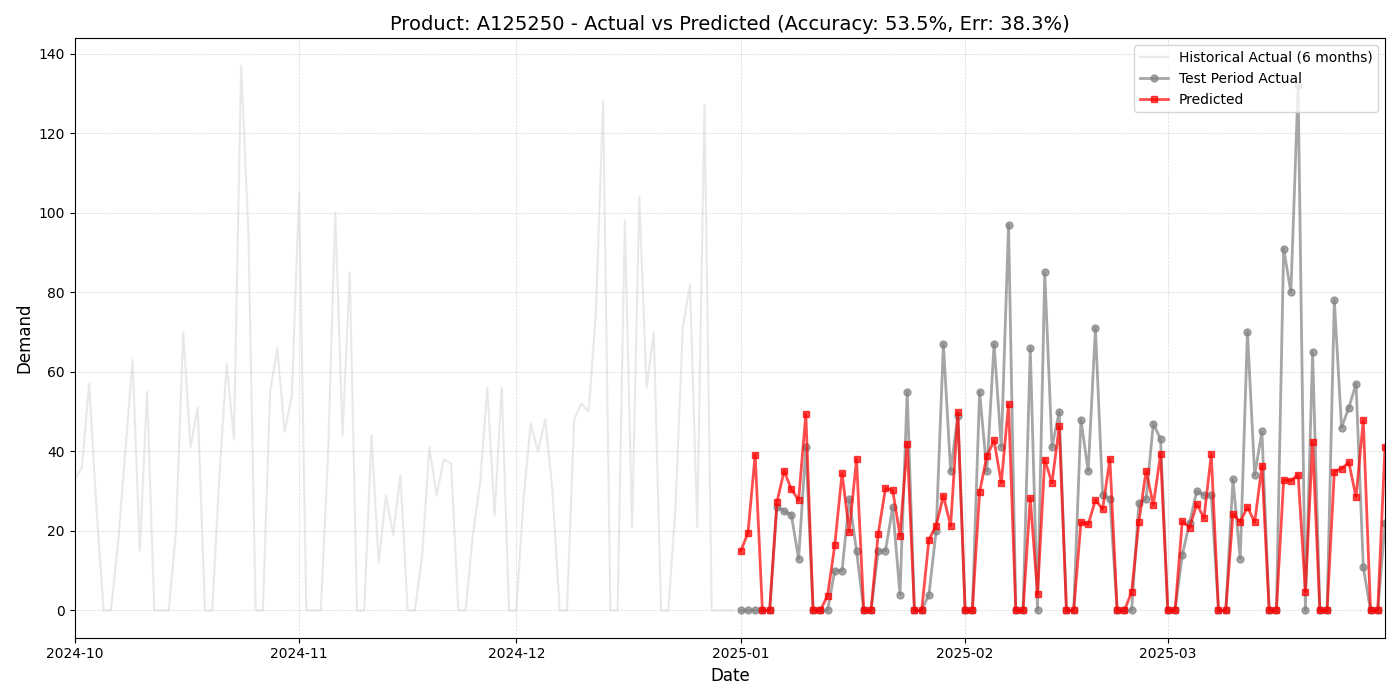 Product: A125250 - Actual vs Predicted (Accuracy: 53.5%, Err: 38.3%)
Historical Actual (6 months)
Test Period Actual
Predicted
Demand
140
120
100
80
60
40
20
0
2024-10
2024-11
2024-12
2025-01
2025-02
2025-03
Date